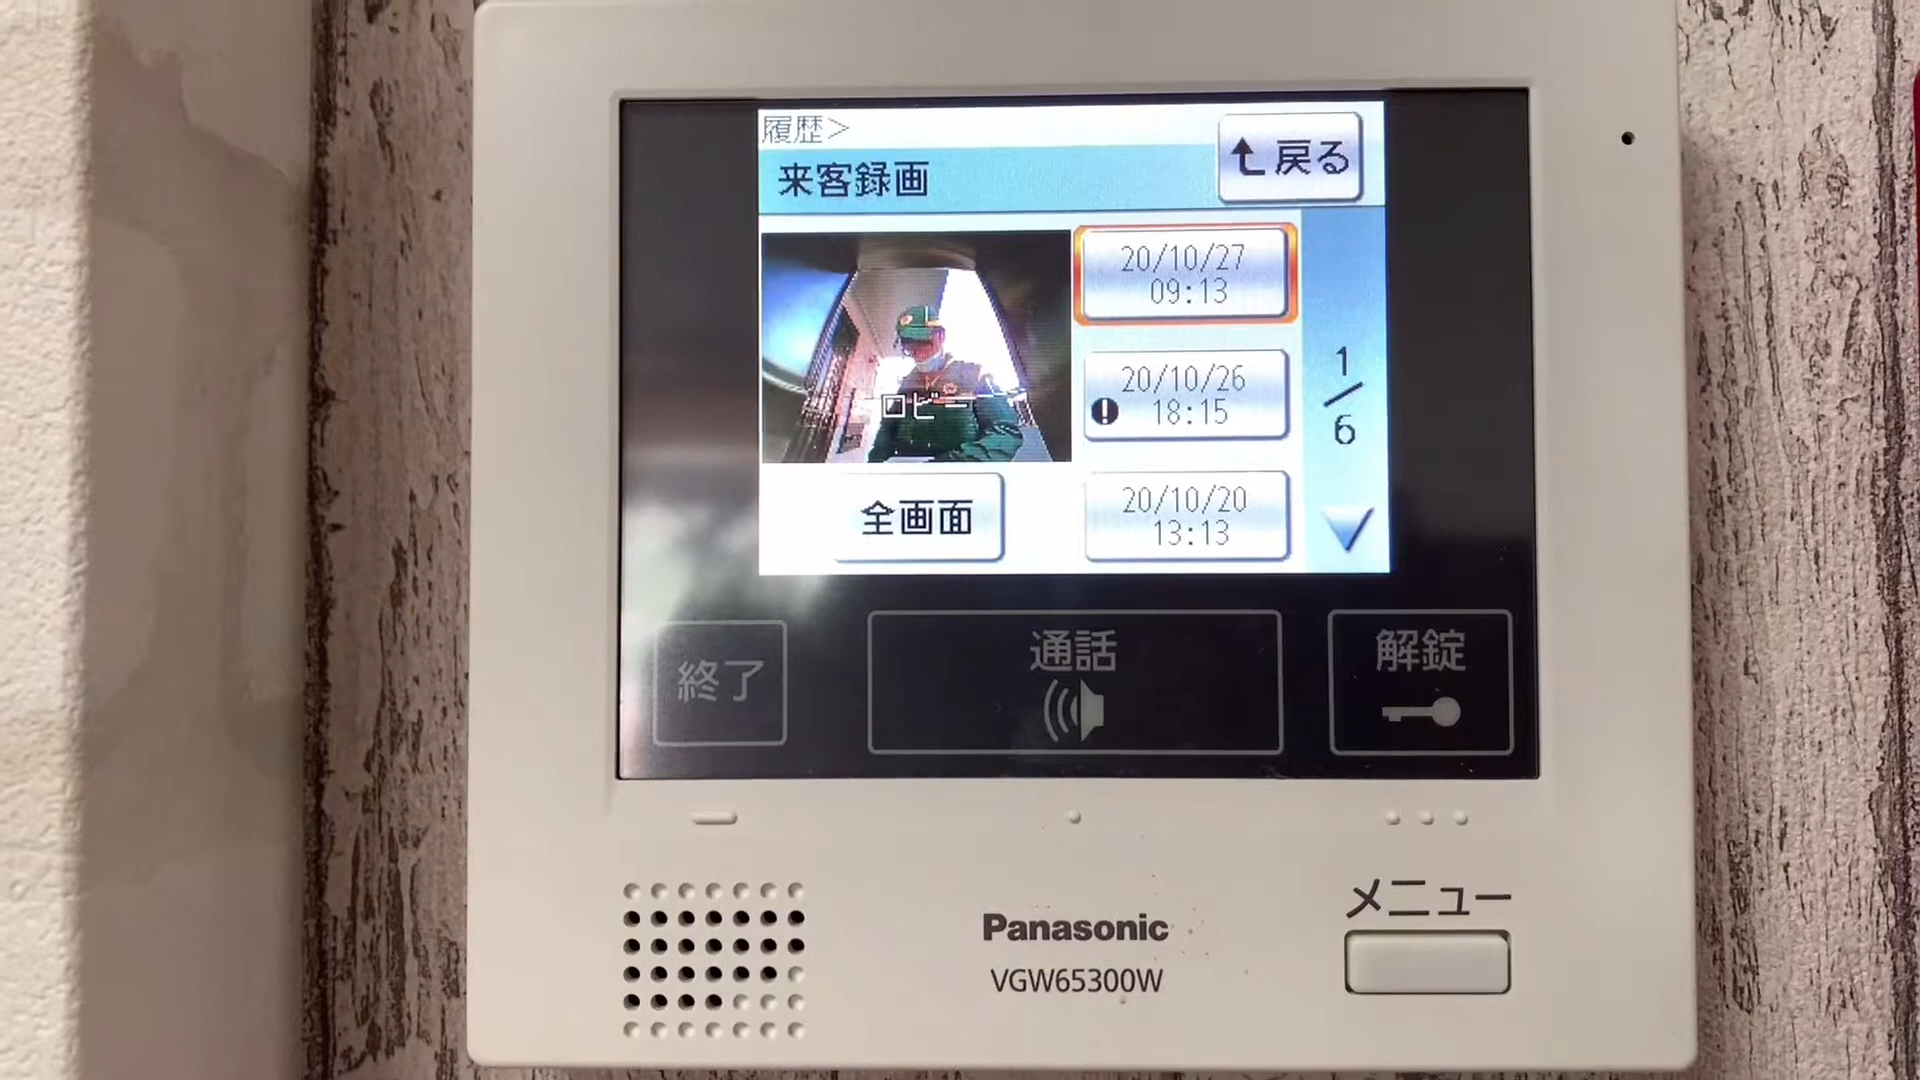 履歴>
来客録画
戻る
20/10/27
09:13
ロビー
20/10/26
18:15
1/6
全画面
20/10/20
13:13
終了
通話
解錠
メニュー
Panasonic
VGW65300W